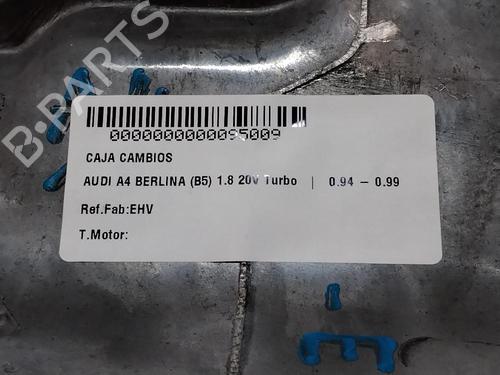 B-PARTS
0000000000095009
CAJA CAMBIOS
AUDI A4 BERLINA (B5) 1.8 20V Turbo | 0.94 – 0.99
Ref.Fab:EHV
T.Motor: